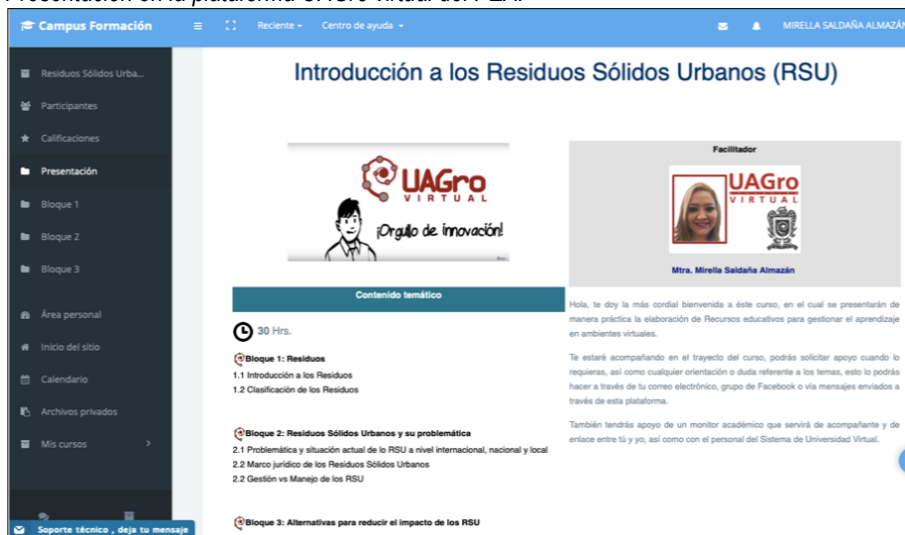 Presentación en la plataforma UAGro virtual del PEA.
Campus Formación
Reciente
Centro de ayuda
MIRELLA SALDAÑA ALMAZÁN
Residuos Sólidos Urba...
Participantes
Calificaciones
Presentación
Bloque 1
Bloque 2
Bloque 3
Área personal
Inicio del sitio
Calendario
Archivos privados
Mis cursos
Soporte técnico , deja tu mensaje
Introducción a los Residuos Sólidos Urbanos (RSU)
UAGro
VIRTUAL
¡Orgullo de innovación!
Contenido temático
30 Hrs.
Bloque 1: Residuos
1.1 Introducción a los Residuos
1.2 Clasificación de los Residuos
Bloque 2: Residuos Sólidos Urbanos y su problemática
2.1 Problemática y situación actual de lo RSU a nivel internacional, nacional y local
2.2 Marco jurídico de los Residuos Sólidos Urbanos
2.2 Gestión vs Manejo de los RSU
Bloque 3: Alternativas para reducir el impacto de los RSU
Facilitador
UAGro
VIRTUAL
Mtra. Mirella Saldaña Almazán
Hola, te doy la más cordial bienvenida a éste curso, en el cual se presentarán de
manera práctica la elaboración de Recursos educativos para gestionar el aprendizaje
en ambientes virtuales.
Te estaré acompañando en el trayecto del curso, podrás solicitar apoyo cuando lo
requieras, así como cualquier orientación o duda referente a los temas, esto lo podrás
hacer a través de tu correo electrónico, grupo de Facebook o vía mensajes enviados a
través de esta plataforma.
También tendrás apoyo de un monitor académico que servirá de acompañante y de
enlace entre tú y yo, así como con el personal del Sistema de Universidad Virtual.